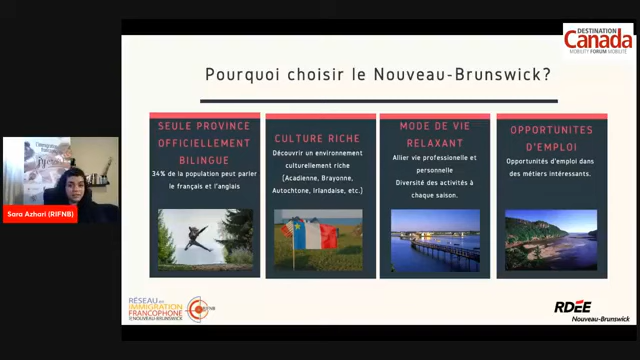 DESTINATION
Canada
MOBILITY FORUM MOBILITÉ
Pourquoi choisir le Nouveau-Brunswick?
SEULE PROVINCE
OFFICIELLEMENT
BILINGUE
34% de la population peut parler
le français et l'anglais
CULTURE RICHE
Découvrir un environnement
culturellement riche
(Acadienne, Brayonne,
Autochtone, Irlandaise, etc.)
MODE DE VIE
RELAXANT
Allier vie professionelle et
personnelle
Diversité des activités à
chaque saison.
OPPORTUNITES
D'EMPLOI
Opportunités d'emploi dans
des métiers intéressants.
Sara Azhari (RIFNB)
RÉSEAU EN
IMMIGRATION
FRANCOPHONE
DU NOUVEAU-BRUNSWICK
RDÉE
Nouveau-Brunswick